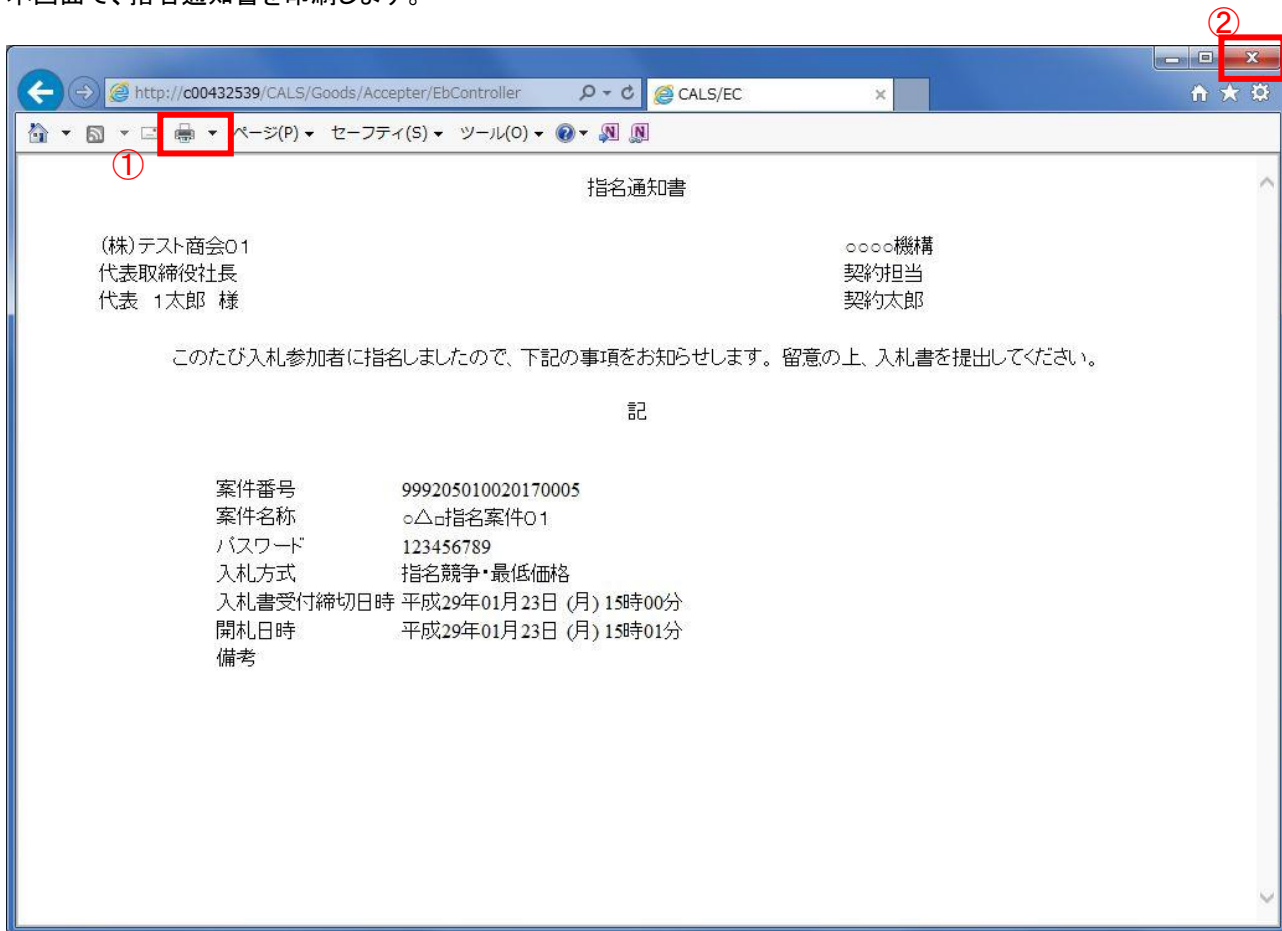 本画面で、指名通知書を印刷します。
②
http://c00432539/CALS/Goods/Accepter/EbController
CALS/EC
ページ(P) セーフティ(S) ツール(O)
①
指名通知書
(株)テスト商会01 ○○○○機構
代表取締役社長 契約担当
代表 1太郎 様 契約太郎
このたび入札参加者に指名しましたので、下記の事項をお知らせします。留意の上、入札書を提出してください。
記
案件番号 999205010020170005
案件名称 ○△□指名案件01
パスワード 123456789
入札方式 指名競争・最低価格
入札書受付締切日時 平成29年01月23日 (月) 15時00分
開札日時 平成29年01月23日 (月) 15時01分
備考